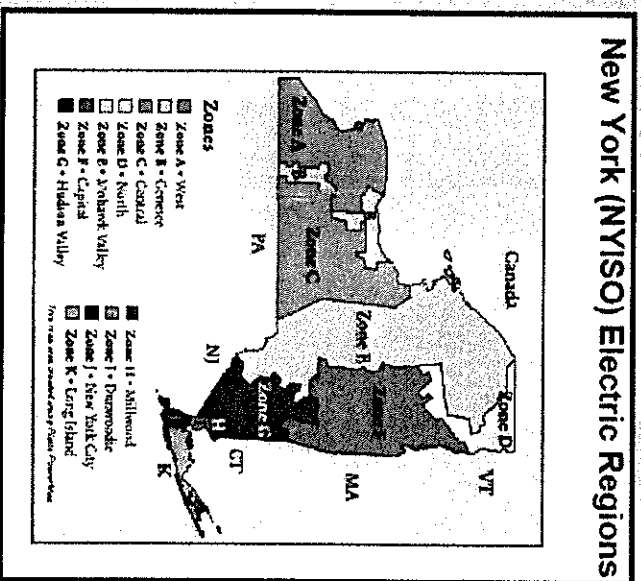 New York (NYISO) Electric Regions
Canada
VT
Zone D
Zone E
MA
Zone A
B
Zone C
PA
NJ
CT
H
K
Zones
Zone A • West
Zone B • Genesee
Zone C • Central
Zone D • North
Zone E • Mohawk Valley
Zone F • Capital
Zone G • Hudson Valley
Zone H • Millwood
Zone I • Dunwoodie
Zone J • New York City
Zone K • Long Island